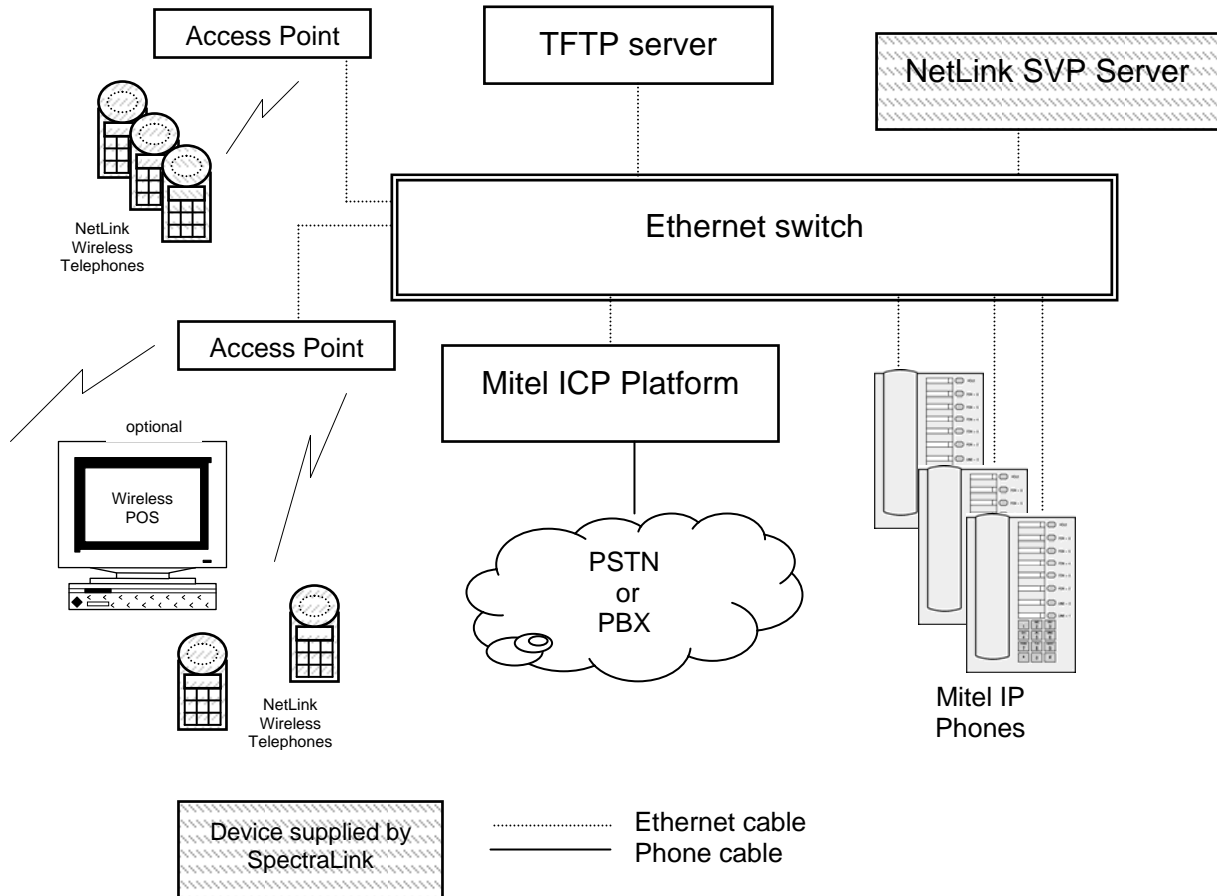 Access Point
TFTP server
NetLink SVP Server
NetLink
Wireless
Telephones
Ethernet switch
Access Point
Mitel ICP Platform
optional
Wireless
POS
PSTN
or
PBX
NetLink
Wireless
Telephones
Mitel IP
Phones
Device supplied by
SpectraLink
Ethernet cable
Phone cable